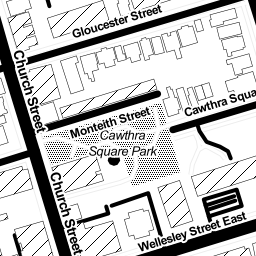 Gloucester Street
Church Street
Monteith Street
Cawthra Squa
Cawthra
Square Park
Church Street
Wellesley Street East